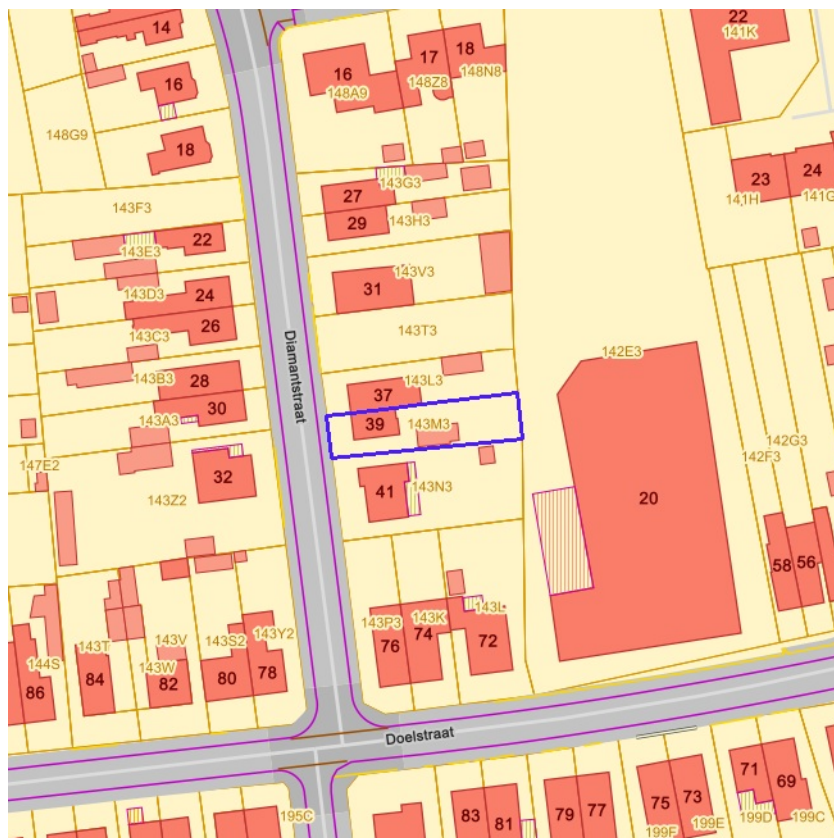 14
22
141K
16
148A9
17
148Z8
18
148N8
16
148G9
18
23
141H
24
141G
143F3
27
143G3
29
143H3
22
143E3
143V3
31
24
143D3
26
143C3
143T3
Diamantstraat
142E3
28
143B3
37
143L3
30
143A3
39
143M3
142G3
142F3
147E2
32
143Z2
41
143N3
20
58
56
143P3
143K
143L
76
74
72
144S
143T
143V
143W
143S2
143Y2
86
84
82
80
78
Doelstraat
195C
83
81
79
77
75
73
71
69
199F
199E
199D
199C